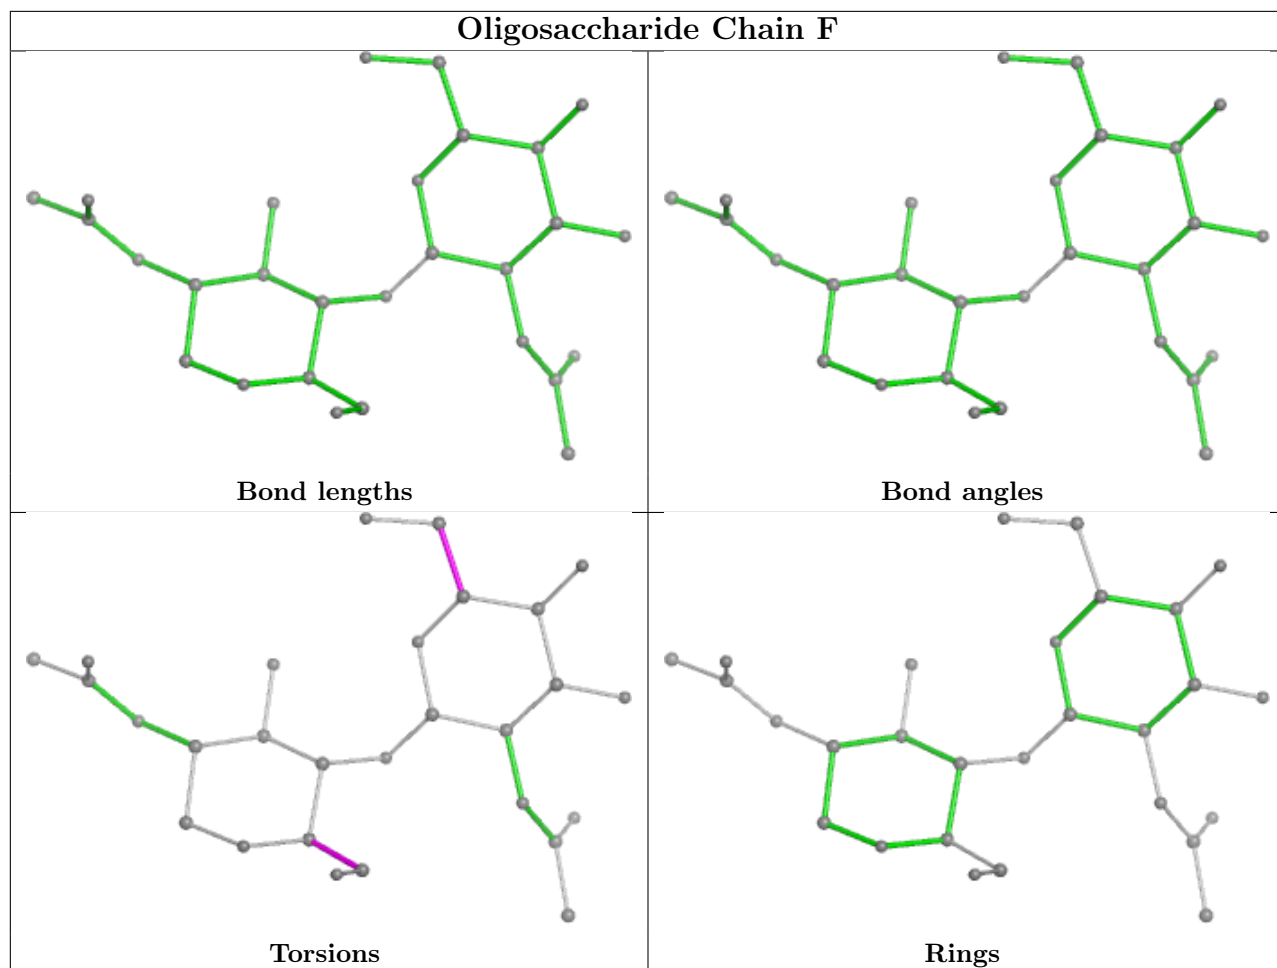 Oligosaccharide Chain F
Bond lengths
Bond angles
Torsions
Rings